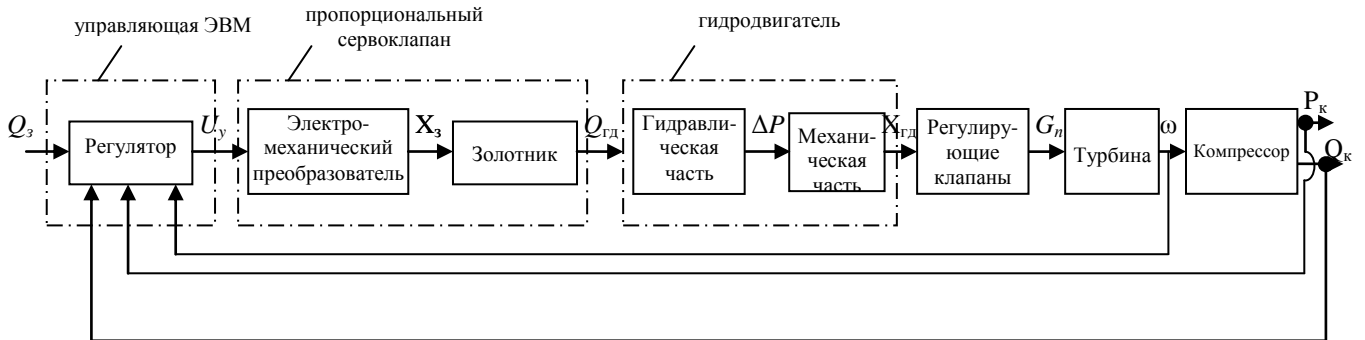 управляющая ЭВМ
пропорциональный
сервоклапан
гидродвигатель
Qз
Регулятор
Uу
Электро-
механический
преобразователь
Xз
Золотник
Qгд
Гидравли-
ческая
часть
ΔP
Механи-
ческая
часть
Xгд
Регулиру-
ющие
клапаны
Gп
Турбина
ω
Компрессор
Pк
Qк